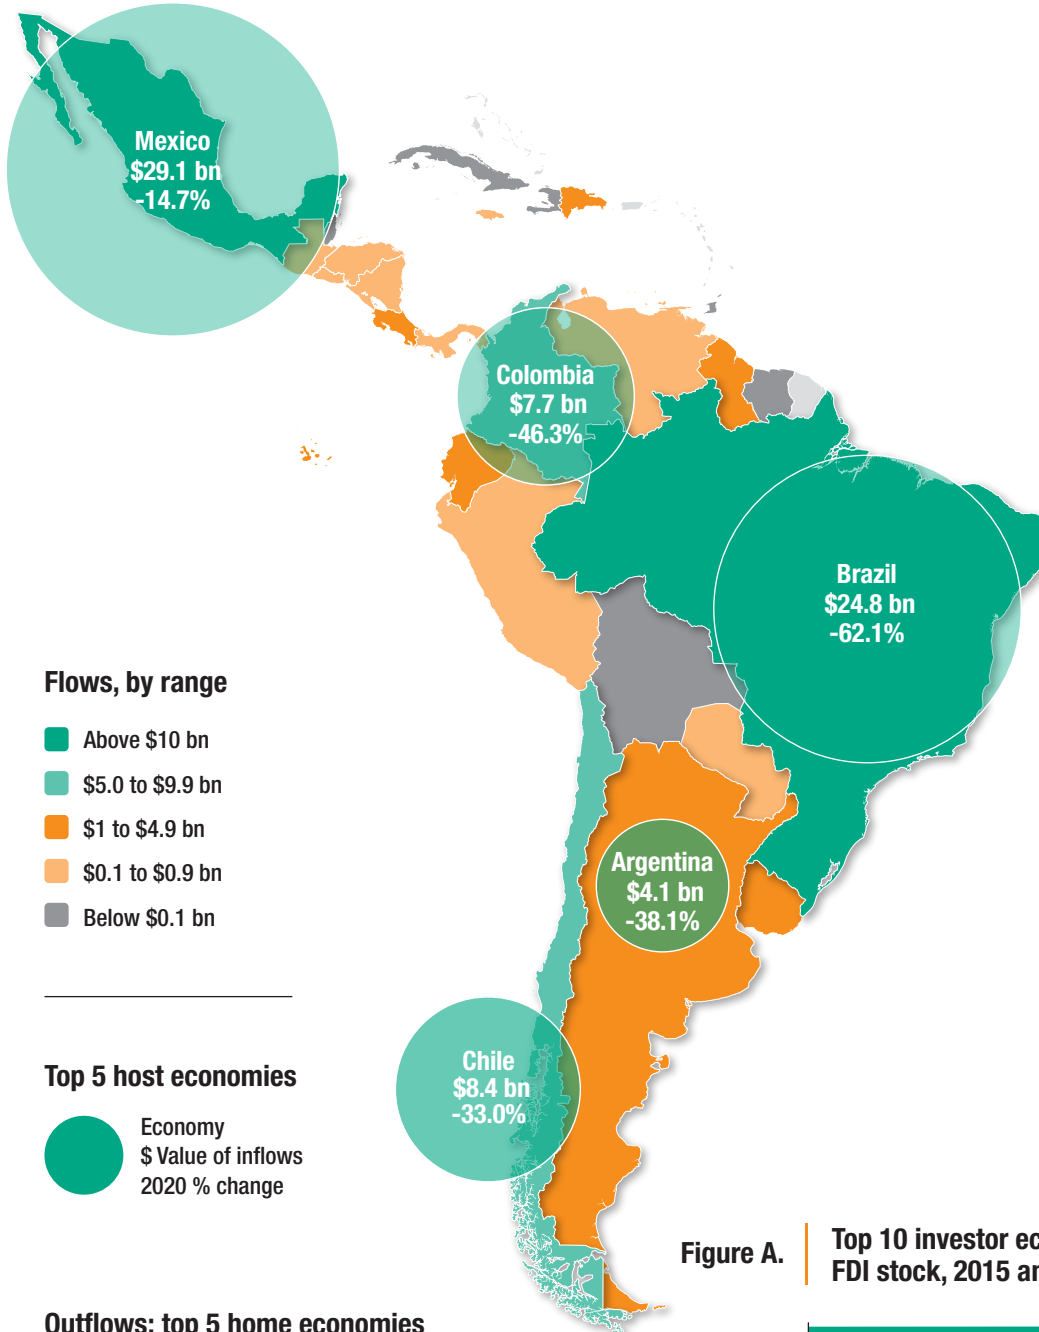 Mexico
$29.1 bn
-14.7%
Colombia
$7.7 bn
-46.3%
Brazil
$24.8 bn
-62.1%
Flows, by range
Above $10 bn
$5.0 to $9.9 bn
$1 to $4.9 bn
$0.1 to $0.9 bn
Below $0.1 bn
Argentina
$4.1 bn
-38.1%
Chile
$8.4 bn
-33.0%
Top 5 host economies
Economy
$ Value of inflows
2020 % change
Figure A.
Top 10 investor ec
FDI stock, 2015 an
Outflows: top 5 home economies